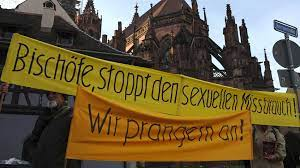 Bischöfe, stoppt den sexuellen Missbrauch!
Wir prangern an!